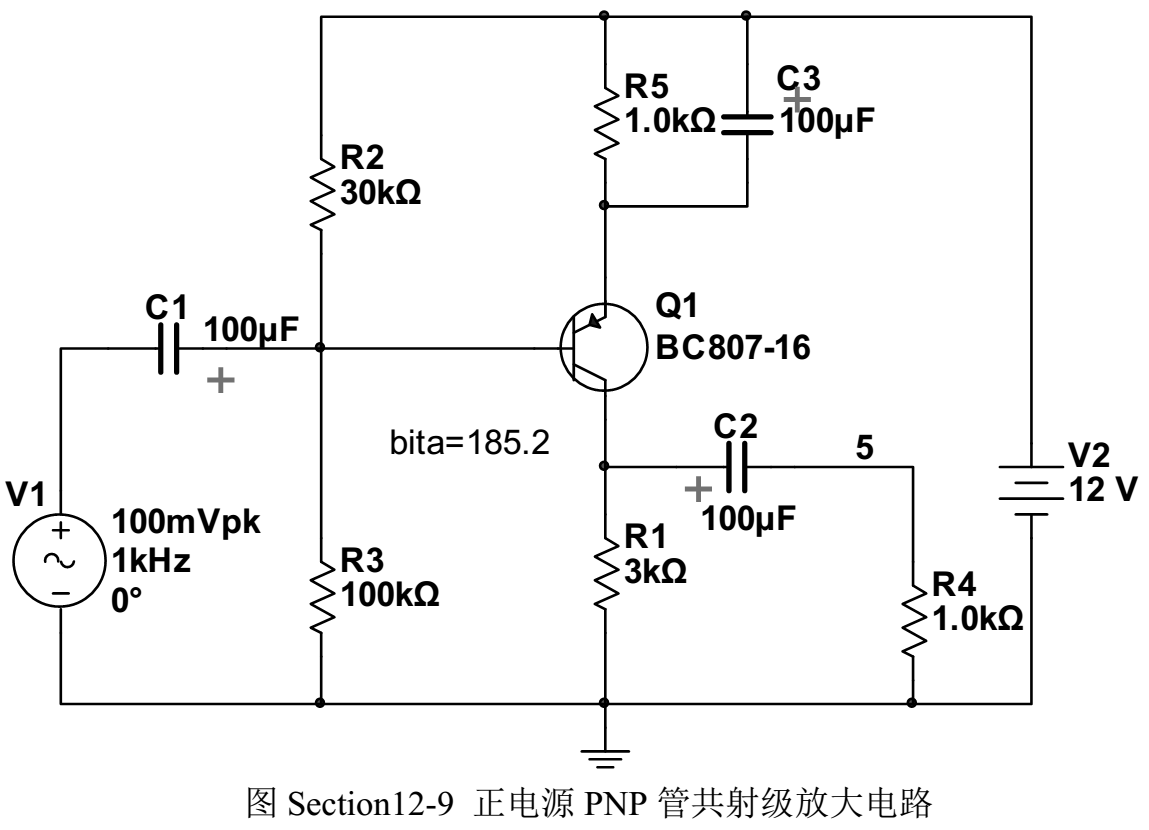 R5
1.0kΩ
C3
100µF
R2
30kΩ
C1
100µF
Q1
BC807-16
bita=185.2
C2
100µF
5
V2
12 V
V1
100mVpk
1kHz
0°
R3
100kΩ
R1
3kΩ
R4
1.0kΩ
图 Section12-9 正电源 PNP 管共射级放大电路